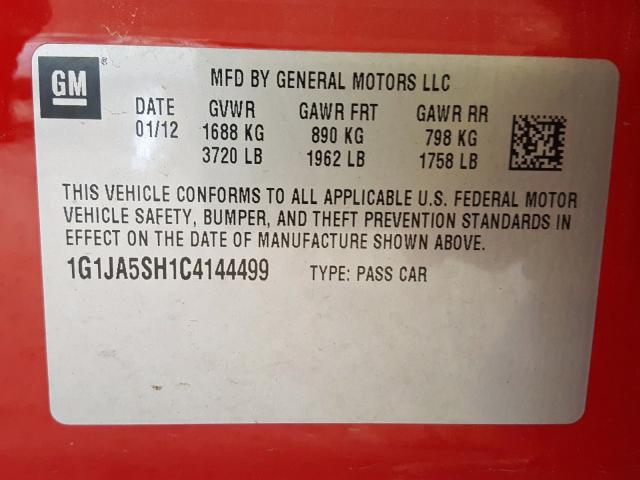 GM
®
MFD BY GENERAL MOTORS LLC
DATE GVWR GAWR FRT GAWR RR
01/12 1688 KG 890 KG 798 KG
3720 LB 1962 LB 1758 LB
THIS VEHICLE CONFORMS TO ALL APPLICABLE U.S. FEDERAL MOTOR
VEHICLE SAFETY, BUMPER, AND THEFT PREVENTION STANDARDS IN
EFFECT ON THE DATE OF MANUFACTURE SHOWN ABOVE.
1G1JA5SH1C4144499 TYPE: PASS CAR